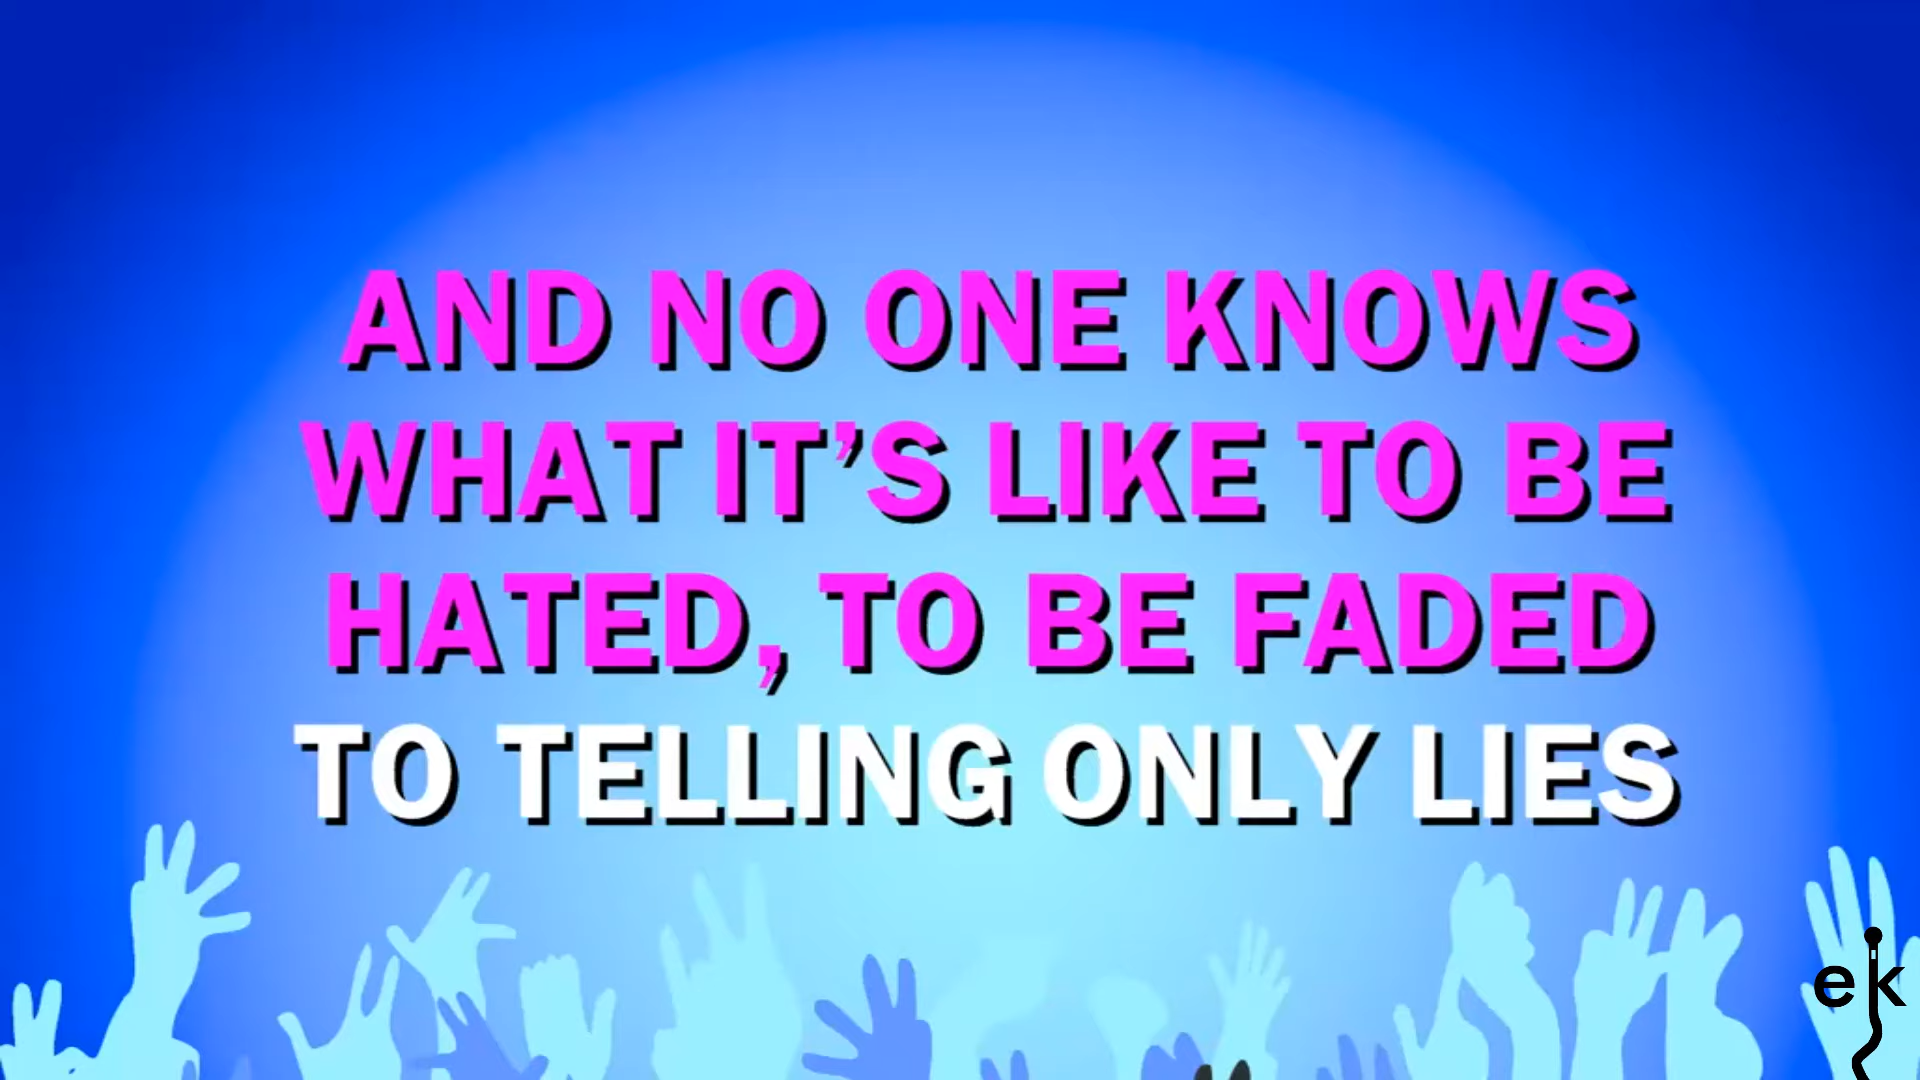 AND NO ONE KNOWS
WHAT IT’S LIKE TO BE
HATED, TO BE FADED
TO TELLING ONLY LIES
ek